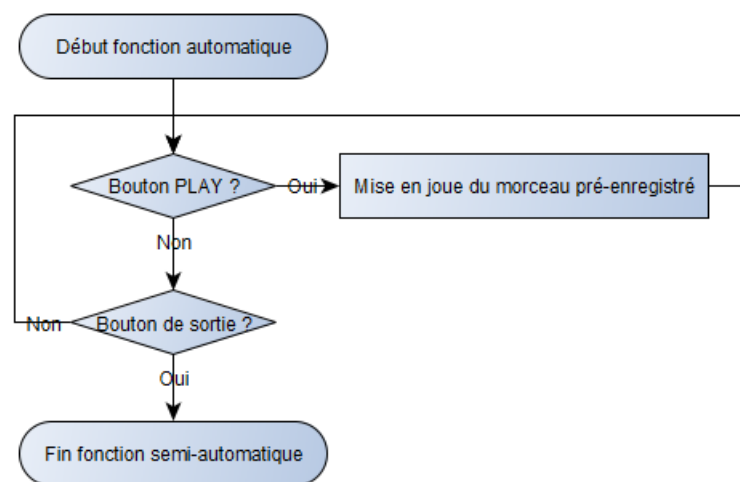 Début fonction automatique
Bouton PLAY ?
Oui
Mise en joue du morceau pré-enregistré
Non
Non
Bouton de sortie ?
Oui
Fin fonction semi-automatique